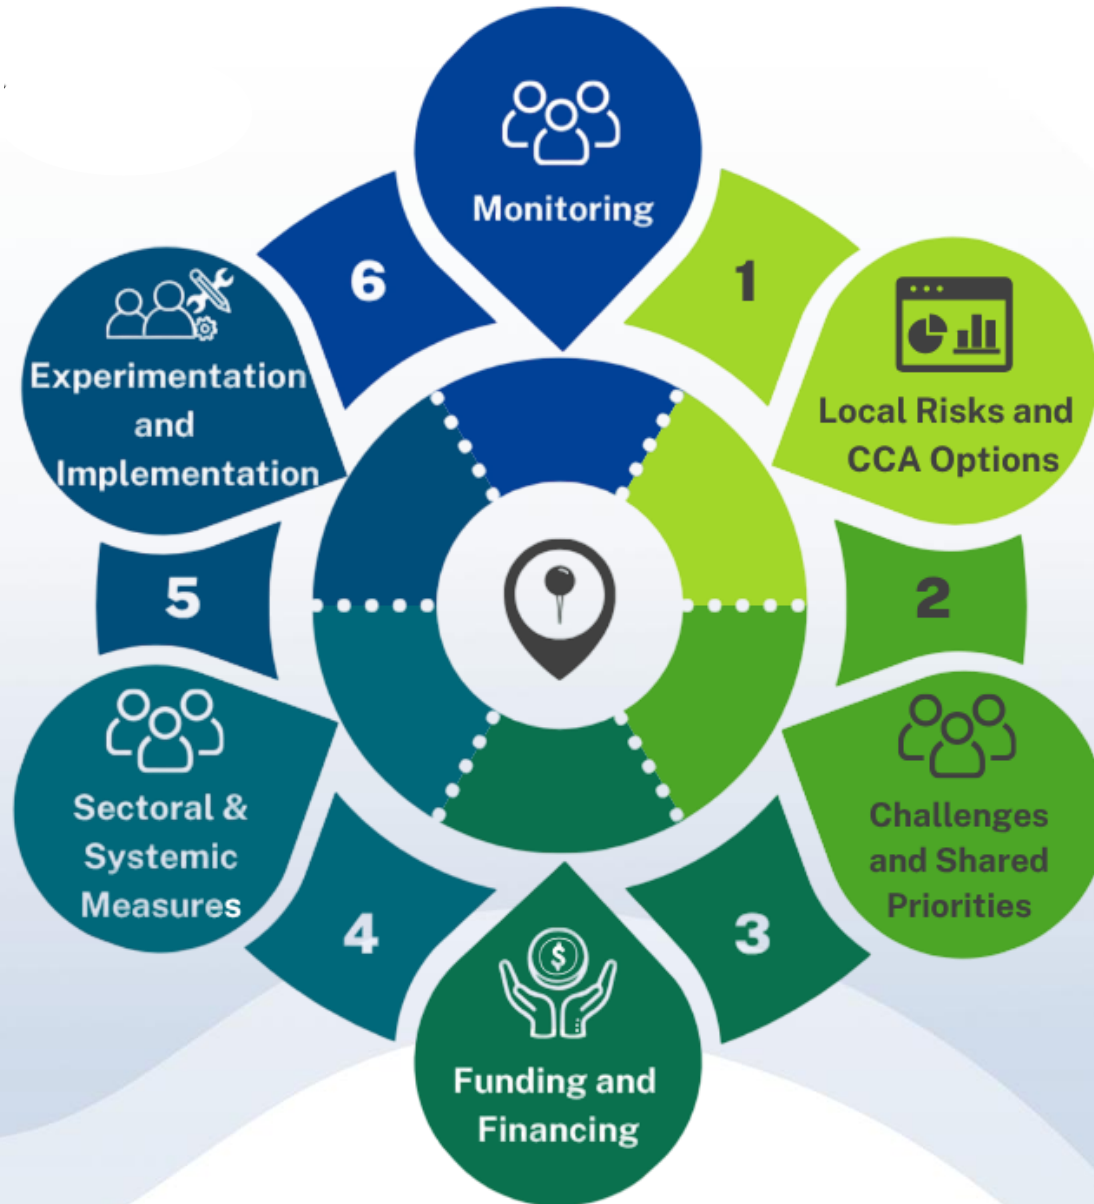 Monitoring
1
Local Risks and
CCA Options
2
Challenges
and Shared
Priorities
3
$
Funding and
Financing
4
Sectoral &
Systemic
Measures
5
Experimentation
and
Implementation
6